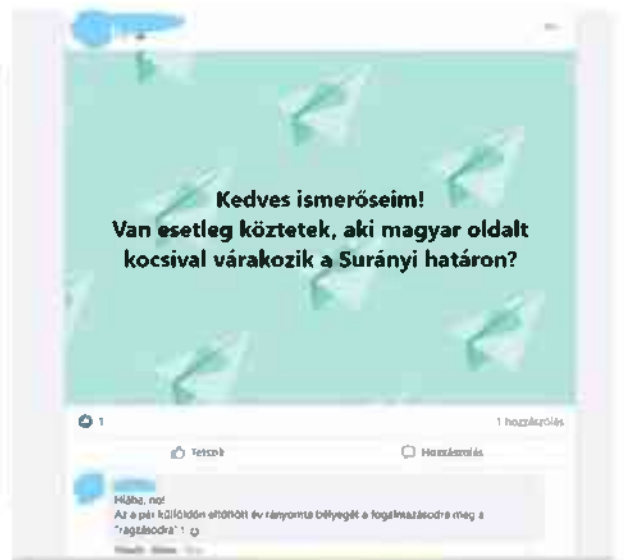 Kedves ismerőseim!
Van esetleg köztetek, aki magyar oldalt
kocsival várakozik a Surányi határon?
1
1 hozzászólás
Tetszik
Hozzászólás
Hiába, no!
Az a pár külföldön eltöltött év rányomta bélyegét a fogalmazásodra meg a
"ragzásodra" !